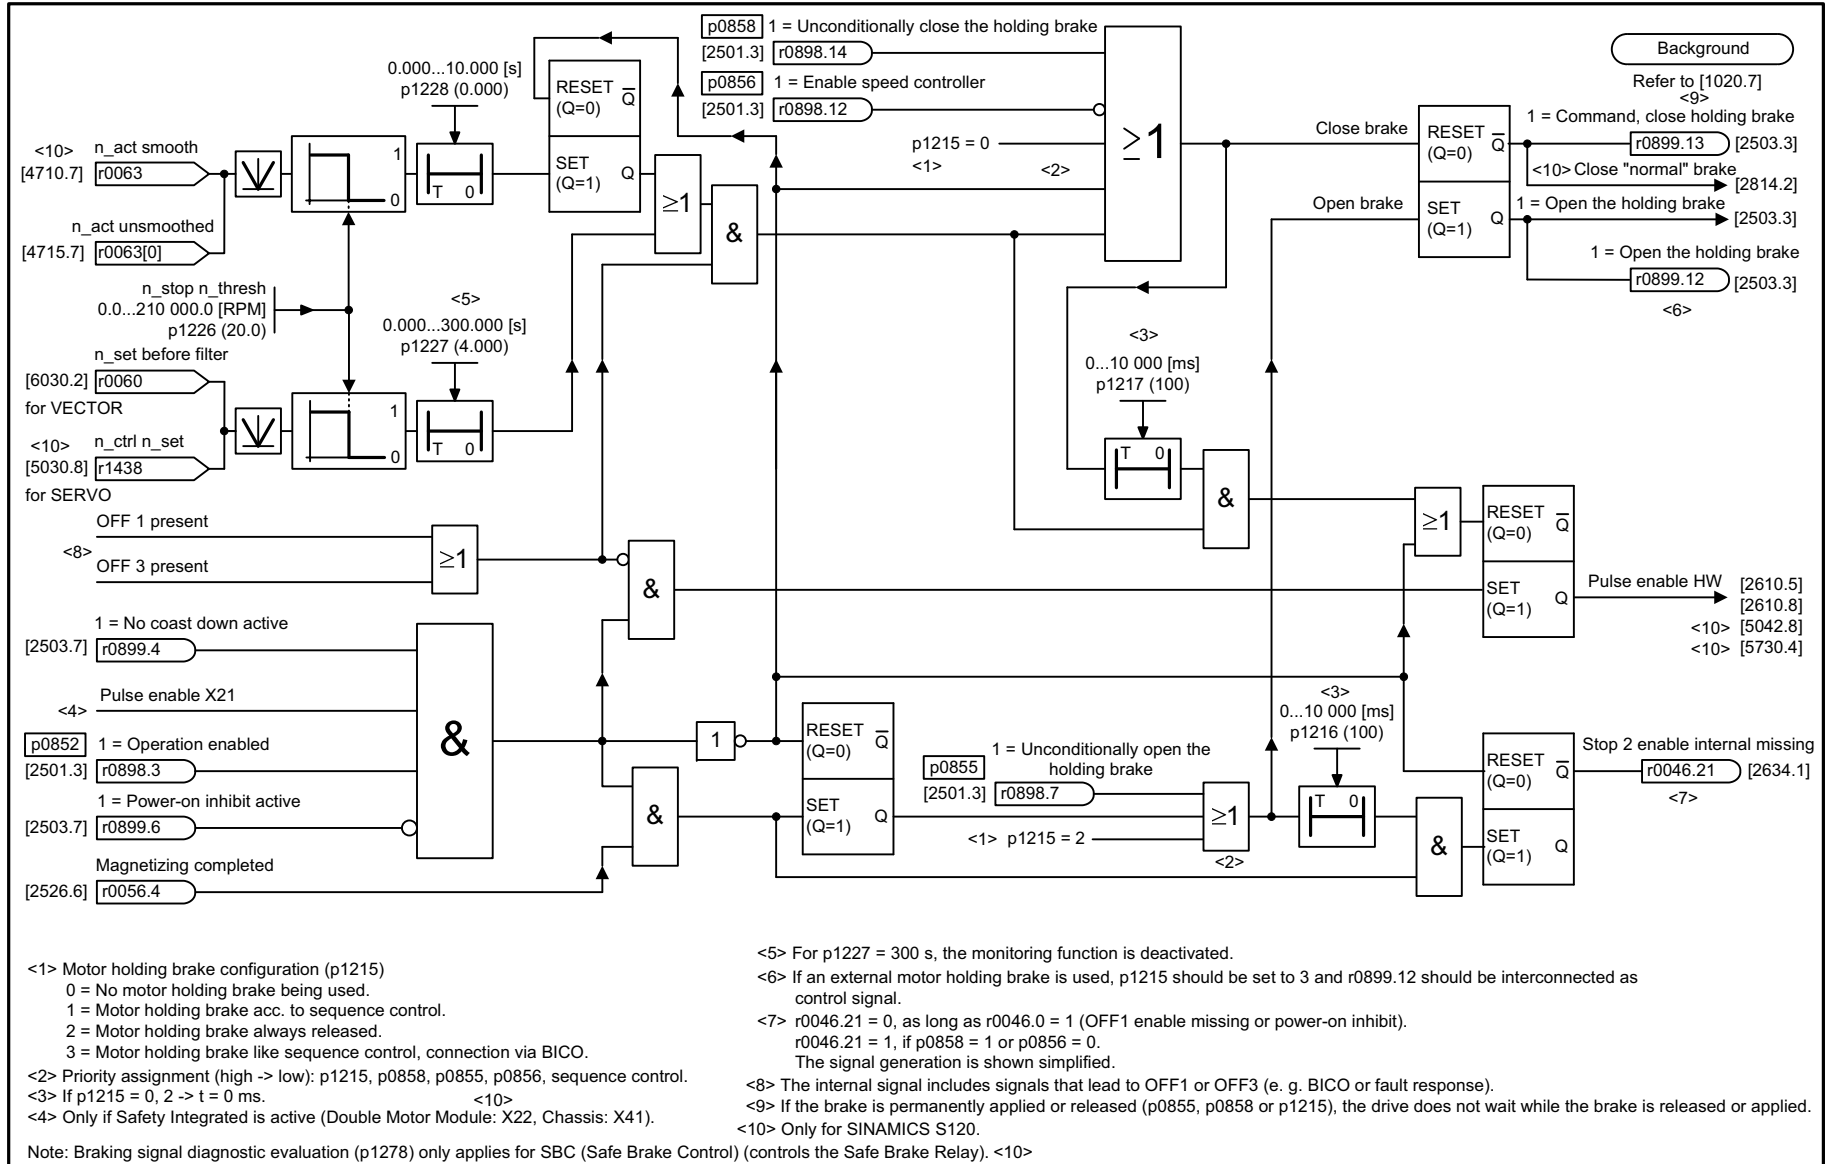 p0858 1 = Unconditionally close the holding brake
[2501.3] r0898.14
p0856 1 = Enable speed controller
[2501.3] r0898.12
p1215 = 0
<1>
<2>
≥1
Background
Refer to [1020.7]
<9>
1 = Command, close holding brake
r0899.13 [2503.3]
<10> Close "normal" brake
[2814.2]
1 = Open the holding brake
[2503.3]
1 = Open the holding brake
r0899.12 [2503.3]
<6>
Close brake
RESET
(Q=0) Q̅
Open brake
SET
(Q=1) Q
0.000...10.000 [s]
p1228 (0.000)
RESET
(Q=0) Q̅
SET
(Q=1) Q
<10> n_act smooth
[4710.7] r0063
1
0
T 0
≥1
&
n_act unsmoothed
[4715.7] r0063[0]
n_stop n_thresh
0.0...210 000.0 [RPM]
p1226 (20.0)
<5>
0.000...300.000 [s]
p1227 (4.000)
n_set before filter
[6030.2] r0060
for VECTOR
<10> n_ctrl n_set
[5030.8] r1438
for SERVO
1
0
T 0
<3>
0...10 000 [ms]
p1217 (100)
T 0
&
≥1
RESET
(Q=0) Q̅
SET
(Q=1) Q
Pulse enable HW [2610.5]
[2610.8]
<10> [5042.8]
<10> [5730.4]
OFF 1 present
<8>
OFF 3 present
≥1
&
1 = No coast down active
[2503.7] r0899.4
Pulse enable X21
<4>
p0852 1 = Operation enabled
[2501.3] r0898.3
1 = Power-on inhibit active
[2503.7] r0899.6
Magnetizing completed
[2526.6] r0056.4
&
1
&
RESET
(Q=0) Q̅
SET
(Q=1) Q
p0855 1 = Unconditionally open the
holding brake
[2501.3] r0898.7
<1> p1215 = 2
≥1
<2>
<3>
0...10 000 [ms]
p1216 (100)
T 0
&
RESET
(Q=0) Q̅
SET
(Q=1) Q
Stop 2 enable internal missing
r0046.21 [2634.1]
<7>
<1> Motor holding brake configuration (p1215)
0 = No motor holding brake being used.
1 = Motor holding brake acc. to sequence control.
2 = Motor holding brake always released.
3 = Motor holding brake like sequence control, connection via BICO.
<2> Priority assignment (high -> low): p1215, p0858, p0855, p0856, sequence control.
<3> If p1215 = 0, 2 -> t = 0 ms. <10>
<4> Only if Safety Integrated is active (Double Motor Module: X22, Chassis: X41).
<5> For p1227 = 300 s, the monitoring function is deactivated.
<6> If an external motor holding brake is used, p1215 should be set to 3 and r0899.12 should be interconnected as
control signal.
<7> r0046.21 = 0, as long as r0046.0 = 1 (OFF1 enable missing or power-on inhibit).
r0046.21 = 1, if p0858 = 1 or p0856 = 0.
The signal generation is shown simplified.
<8> The internal signal includes signals that lead to OFF1 or OFF3 (e. g. BICO or fault response).
<9> If the brake is permanently applied or released (p0855, p0858 or p1215), the drive does not wait while the brake is released or applied.
<10> Only for SINAMICS S120.
Note: Braking signal diagnostic evaluation (p1278) only applies for SBC (Safe Brake Control) (controls the Safe Brake Relay). <10>